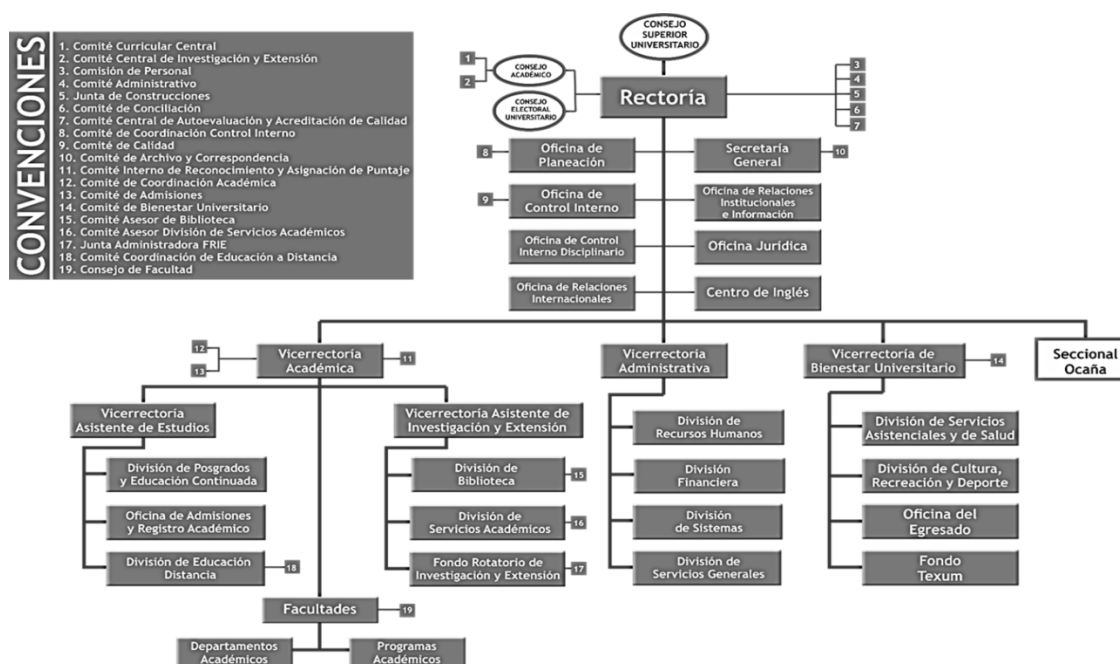 CONVENCIONES
1. Comité Curricular Central
2. Comité Central de Investigación y Extensión
3. Comisión de Personal
4. Comité Administrativo
5. Junta de Construcciones
6. Comité de Conciliación
7. Comité Central de Autoevaluación y Acreditación de Calidad
8. Comité de Coordinación Control Interno
9. Comité de Calidad
10. Comité de Archivo y Correspondencia
11. Comité Interno de Reconocimiento y Asignación de Puntaje
12. Comité de Coordinación Académica
13. Comité de Admisiones
14. Comité de Bienestar Universitario
15. Comité Asesor de Biblioteca
16. Comité Asesor División de Servicios Académicos
17. Junta Administradora FRIE
18. Comité Coordinación de Educación a Distancia
19. Consejo de Facultad
CONSEJO
SUPERIOR
UNIVERSITARIO
1
2
CONSEJO
ACADÉMICO
CONSEJO
ELECTORAL
UNIVERSITARIO
Rectoría
3
4
5
6
7
8
Oficina de
Planeación
Secretaría
General
10
9
Oficina de
Control Interno
Oficina de Relaciones
Institucionales
e Información
Oficina de Control
Interno Disciplinario
Oficina Jurídica
Oficina de Relaciones
Internacionales
Centro de Inglés
12
13
Vicerrectoría
Académica
11
Vicerrectoría
Administrativa
Vicerrectoría de
Bienestar Universitario
14
Seccional
Ocaña
Vicerrectoría
Asistente de Estudios
Vicerrectoría Asistente de
Investigación y Extensión
División de Posgrados
y Educación Continuada
Oficina de Admisiones
y Registro Académico
División de Educación
Distancia
18
División de
Biblioteca
15
División de
Servicios Académicos
16
Fondo Rotatorio de
Investigación y Extensión
17
División de
Recursos Humanos
División
Financiera
División
de Sistemas
División de
Servicios Generales
División de Servicios
Asistenciales y de Salud
División de Cultura,
Recreación y Deporte
Oficina del
Egresado
Fondo
Texum
Facultades
19
Departamentos
Académicos
Programas
Académicos